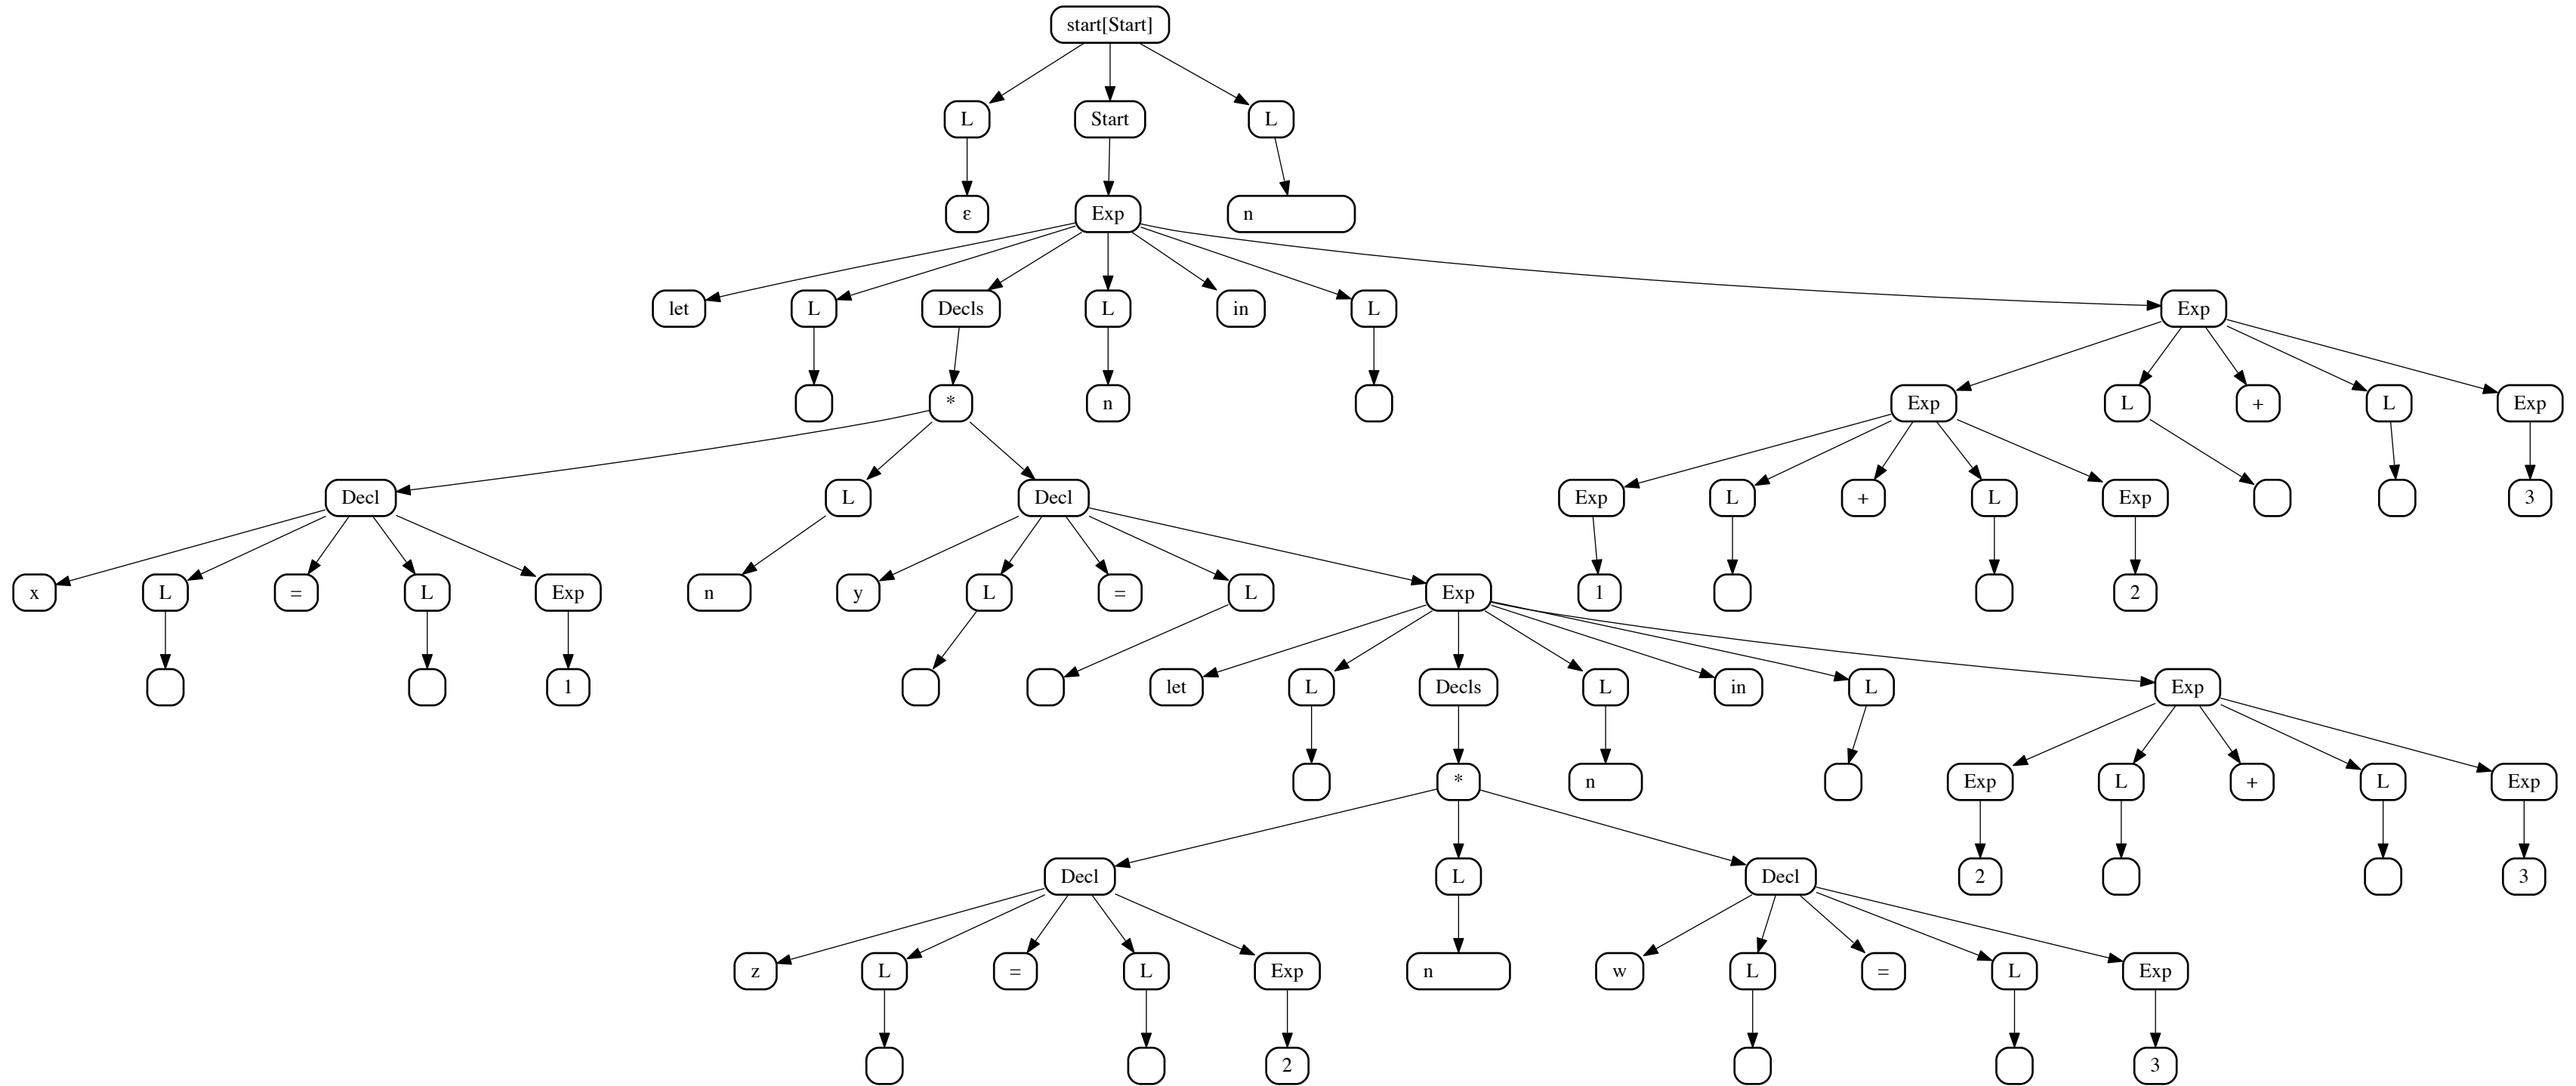 start[Start]
L Start L
ε Exp n
let L Decls L in L Exp
* n Exp L + L Exp
Decl L Decl Exp L + L Exp 3
x L = L Exp n y L = L Exp 1 2
1 let L Decls L in L Exp
* n Exp L + L Exp
Decl L Decl 2 3
z L = L Exp n w L = L Exp
2 3